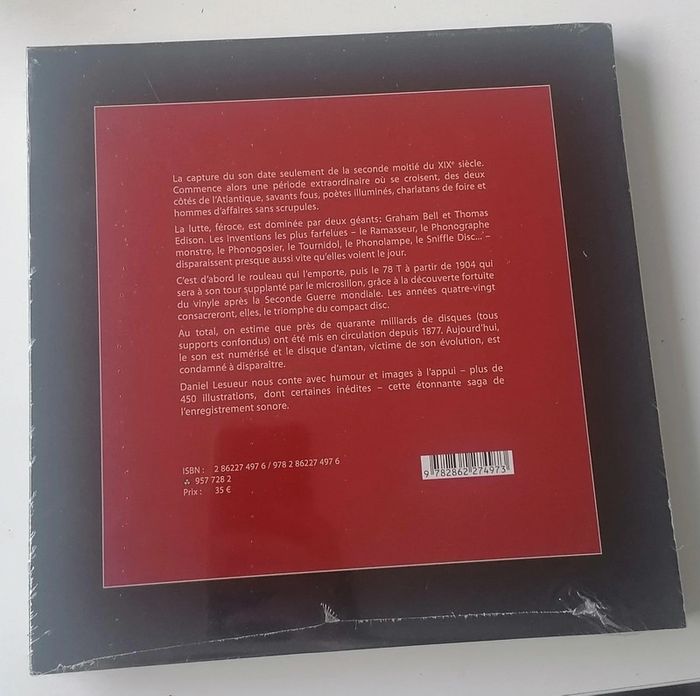 La capture du son date seulement de la seconde moitié du XIXe siècle.
Commence alors une période extraordinaire où se croisent, des deux
côtés de l'Atlantique, savants fous, poètes illuminés, charlatans de foire et
hommes d'affaires sans scrupules.
La lutte, féroce, est dominée par deux géants: Graham Bell et Thomas
Edison. Les inventions les plus farfelues – le Ramasseur, le Phonographe
monstre, le Phonogosier, le Tournidol, le Phonolampe, le Sniffle Disc..." –
disparaissent presque aussi vite qu'elles voient le jour.
C'est d'abord le rouleau qui l'emporte, puis le 78 T à partir de 1904 qui
sera à son tour supplanté par le microsillon, grâce à la découverte fortuite
du vinyle après la Seconde Guerre mondiale. Les années quatre-vingt
consacreront, elles, le triomphe du compact disc.
Au total, on estime que près de quarante milliards de disques (tous
supports confondus) ont été mis en circulation depuis 1877. Aujourd'hui,
le son est numérisé et le disque d'antan, victime de son évolution, est
condamné à disparaître.
Daniel Lesueur nous conte avec humour et images à l'appui – plus de
450 illustrations, dont certaines inédites – cette étonnante saga de
l'enregistrement sonore.
ISBN : 2 86227 497 6 / 978 2 86227 497 6
957 728 2
Prix : 35 €
9 782862 274973